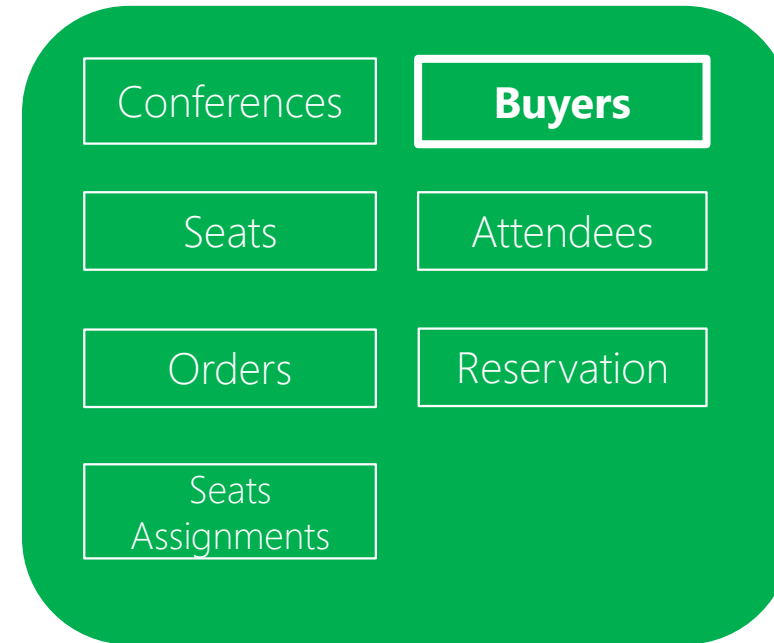 Conferences
Buyers
Seats
Attendees
Orders
Reservation
Seats
Assignments